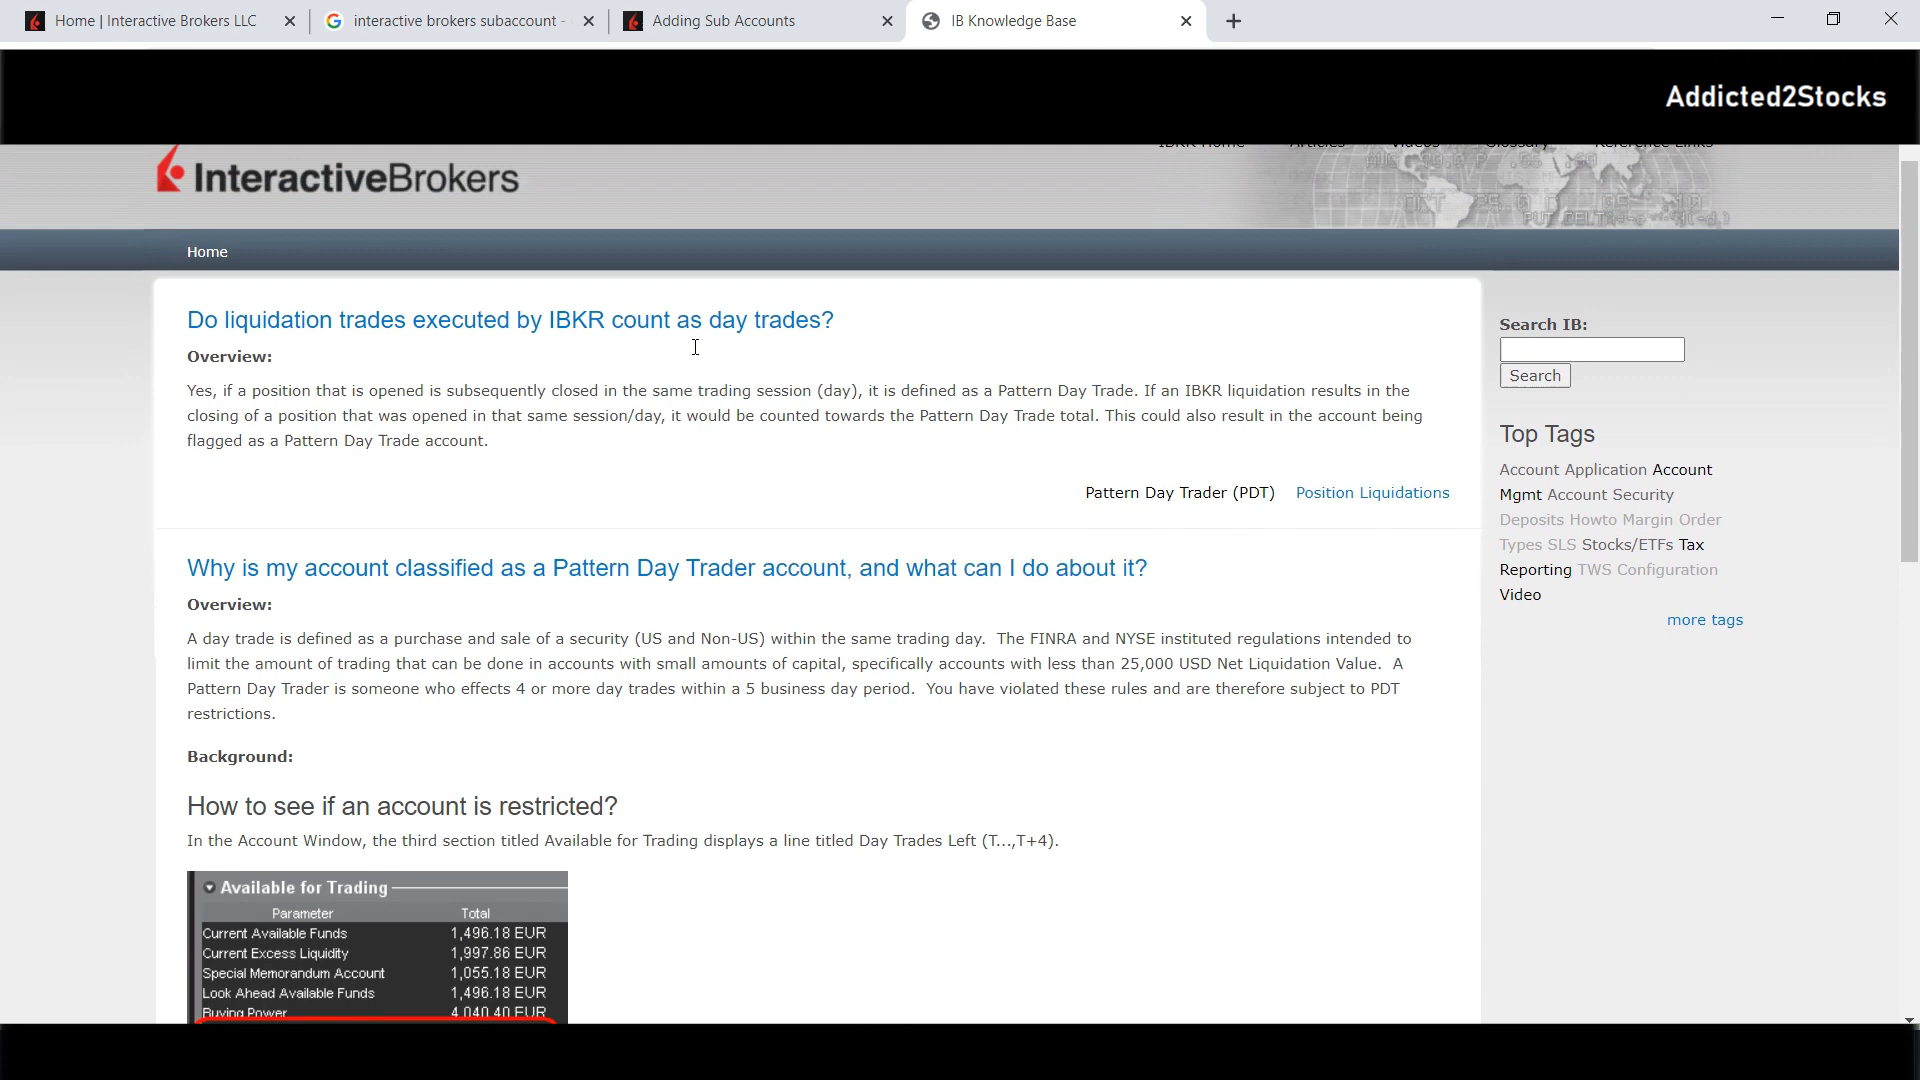 Home | Interactive Brokers LLC
interactive brokers subaccount -
Adding Sub Accounts
IB Knowledge Base
Addicted2Stocks
IBKR Home Articles Videos Glossary Reference Links
InteractiveBrokers
Home
Do liquidation trades executed by IBKR count as day trades?
Overview:
Yes, if a position that is opened is subsequently closed in the same trading session (day), it is defined as a Pattern Day Trade. If an IBKR liquidation results in the
closing of a position that was opened in that same session/day, it would be counted towards the Pattern Day Trade total. This could also result in the account being
flagged as a Pattern Day Trade account.
Pattern Day Trader (PDT) Position Liquidations
Why is my account classified as a Pattern Day Trader account, and what can I do about it?
Overview:
A day trade is defined as a purchase and sale of a security (US and Non-US) within the same trading day.  The FINRA and NYSE instituted regulations intended to
limit the amount of trading that can be done in accounts with small amounts of capital, specifically accounts with less than 25,000 USD Net Liquidation Value.  A
Pattern Day Trader is someone who effects 4 or more day trades within a 5 business day period.  You have violated these rules and are therefore subject to PDT
restrictions.
Background:
How to see if an account is restricted?
In the Account Window, the third section titled Available for Trading displays a line titled Day Trades Left (T...,T+4).
Available for Trading
Parameter Total
Current Available Funds 1,496.18 EUR
Current Excess Liquidity 1,997.86 EUR
Special Memorandum Account 1,055.18 EUR
Look Ahead Available Funds 1,496.18 EUR
Buying Power 4,040.40 EUR
Search IB:
Search
Top Tags
Account Application Account
Mgmt Account Security
Deposits Howto Margin Order
Types SLS Stocks/ETFs Tax
Reporting TWS Configuration
Video
more tags